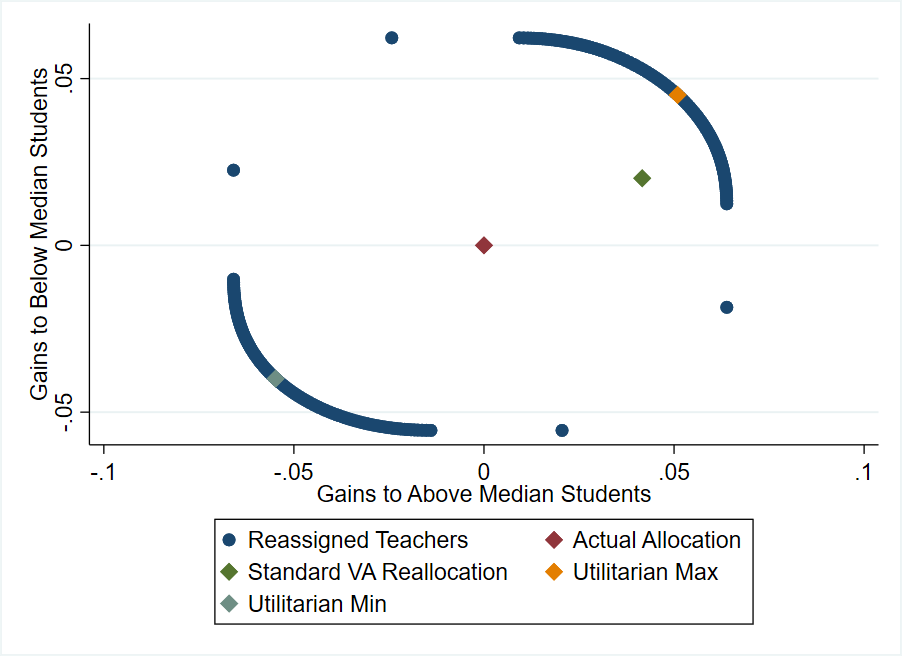 Gains to Below Median Students
.05
0
-.05
-.1
-.05
0
.05
.1
Gains to Above Median Students
Reassigned Teachers
Actual Allocation
Standard VA Reallocation
Utilitarian Max
Utilitarian Min